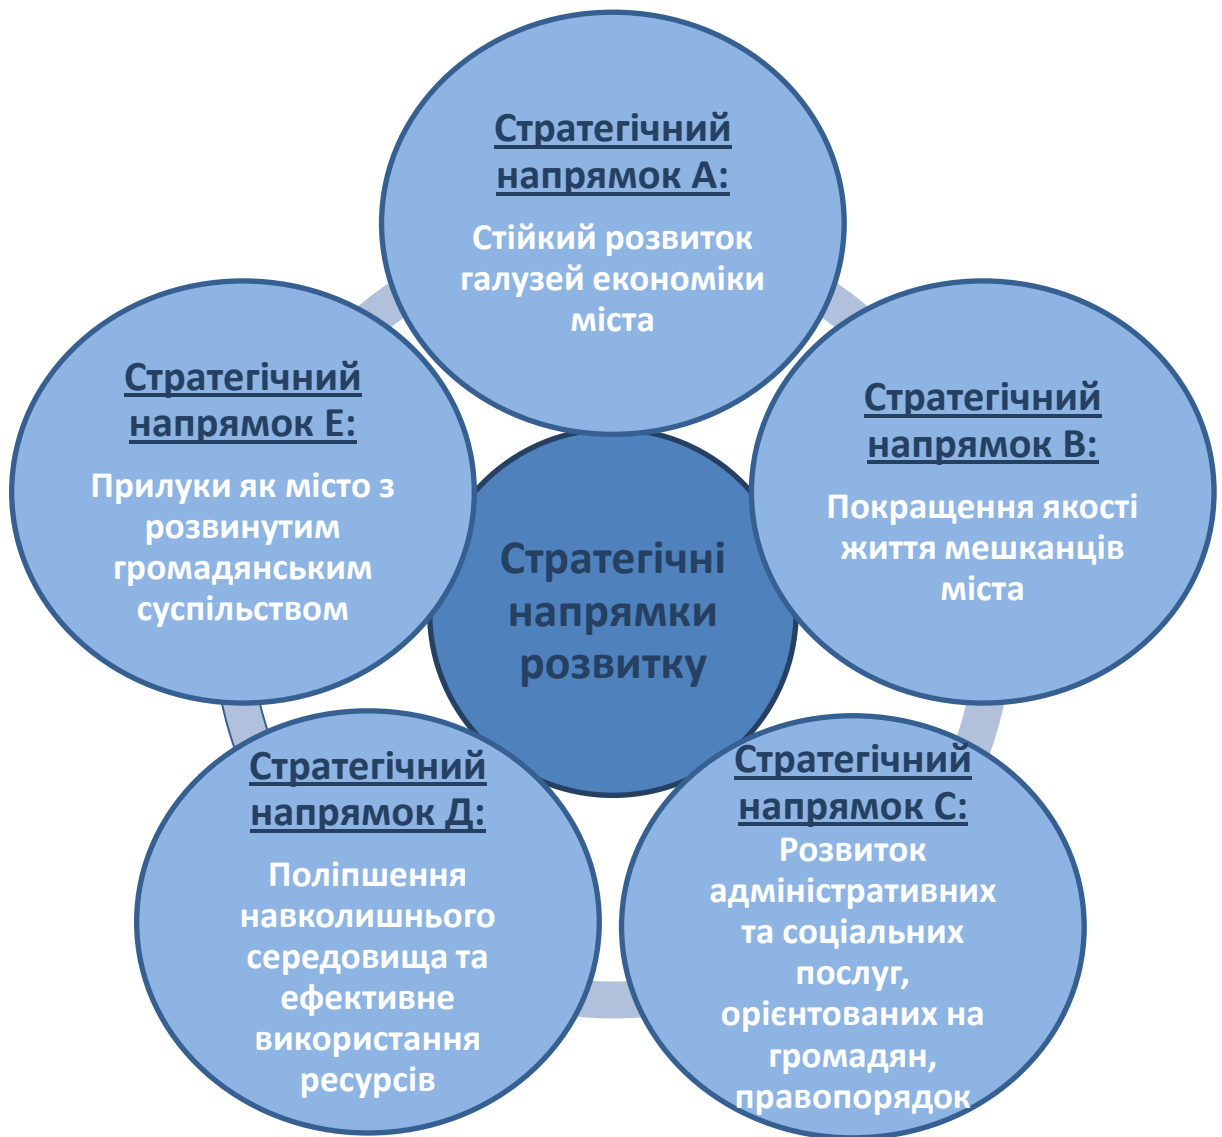 Стратегічний
напрямок А:
Стійкий розвиток
галузей економіки
міста
Стратегічний
напрямок В:
Покращення якості
життя мешканців
міста
Стратегічний
напрямок С:
Розвиток
адміністративних
та соціальних
послуг,
орієнтованих на
громадян,
правопорядок
Стратегічний
напрямок Д:
Поліпшення
навколишнього
середовища та
ефективне
використання
ресурсів
Стратегічний
напрямок Е:
Прилуки як місто з
розвинутим
громадянським
суспільством
Стратегічні
напрямки
розвитку